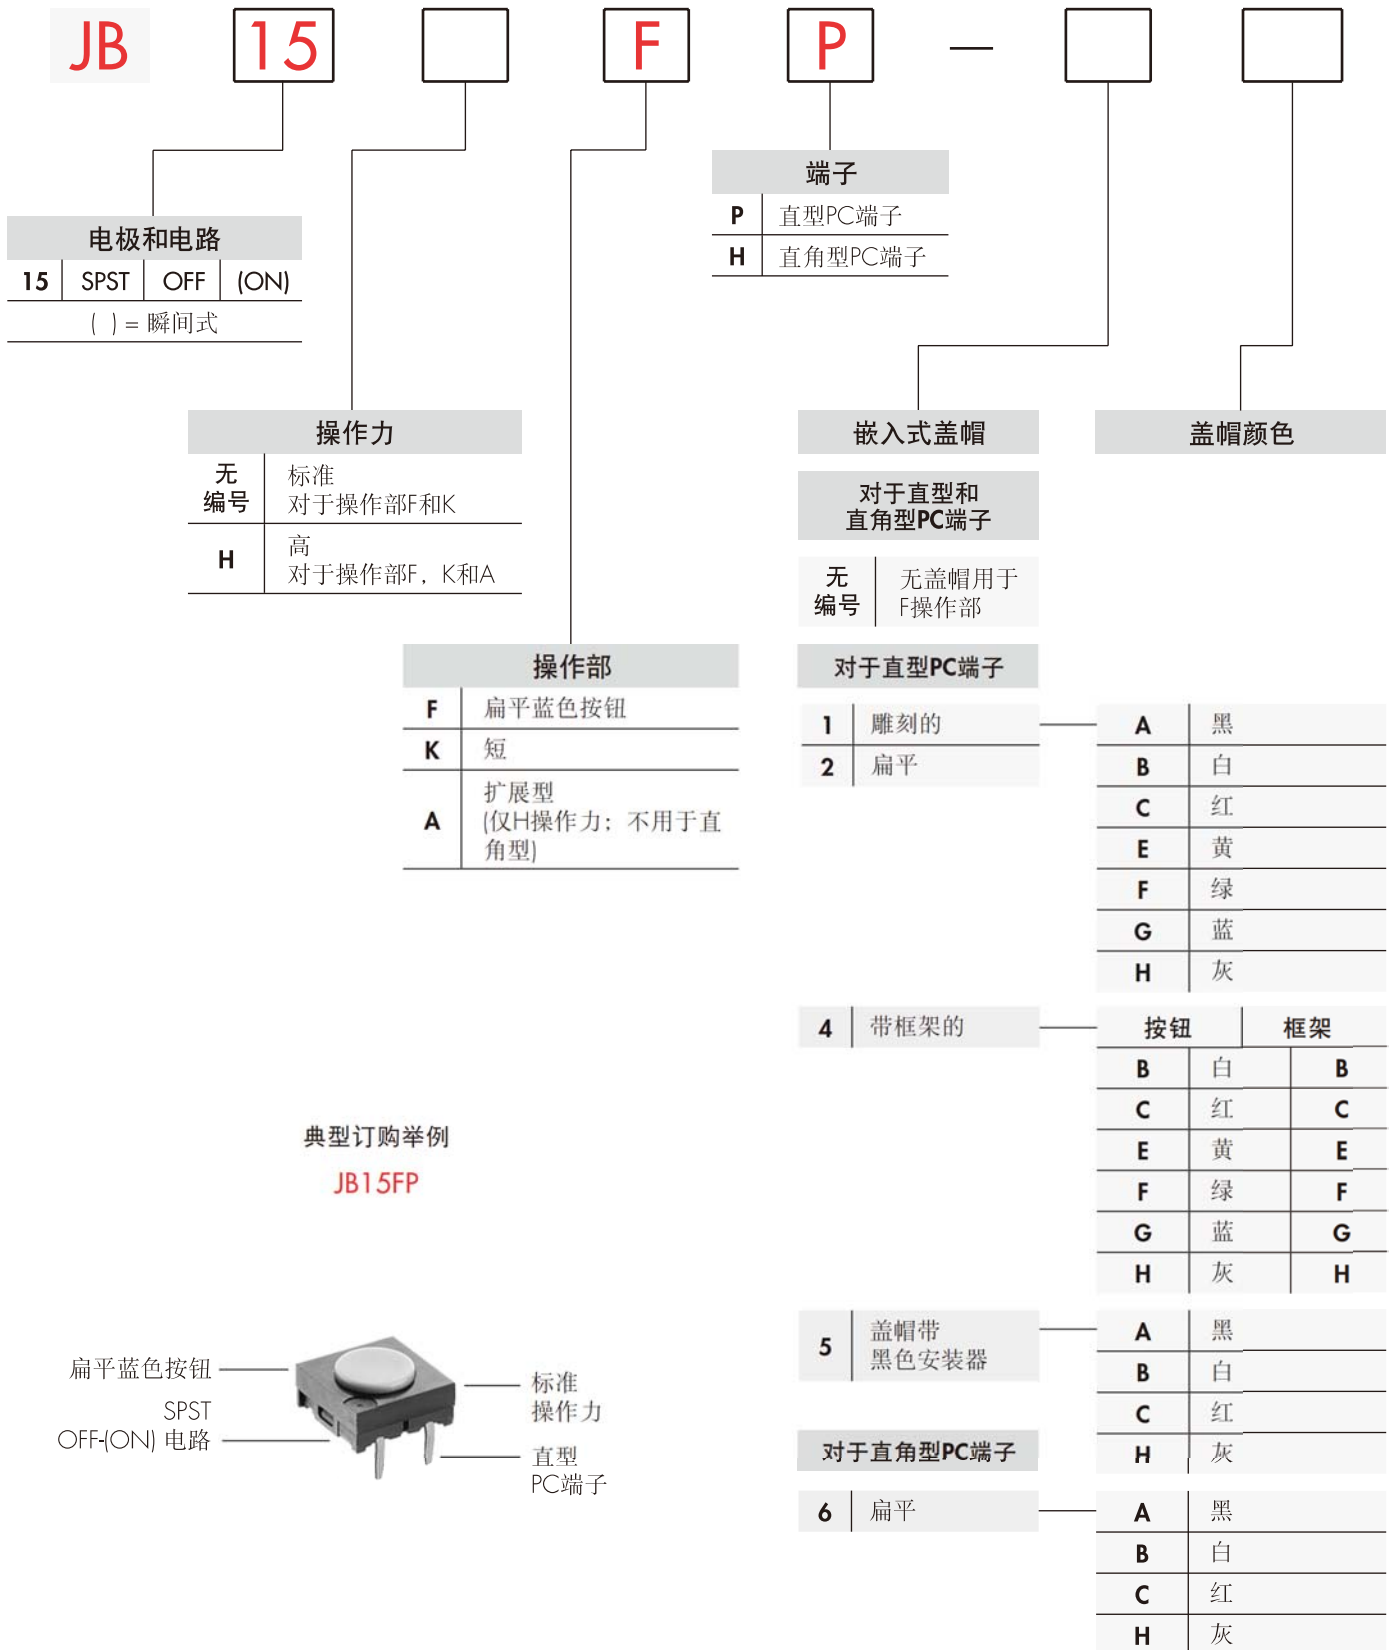 JB 15 F P —
端子
P 直型PC端子
H 直角型PC端子
电极和电路
15 SPST OFF (ON)
( ) = 瞬间式
操作力
无
编号
标准
对于操作部F和K
H
高
对于操作部F，K和A
操作部
F 扁平蓝色按钮
K 短
A
扩展型
(仅H操作力；不用于直
角型)
嵌入式盖帽
盖帽颜色
对于直型和
直角型PC端子
无
编号
无盖帽用于
F操作部
对于直型PC端子
1 雕刻的
2 扁平
A 黑
B 白
C 红
E 黄
F 绿
G 蓝
H 灰
4 带框架的
按钮 框架
B 白 B
C 红 C
E 黄 E
F 绿 F
G 蓝 G
H 灰 H
5
盖帽带
黑色安装器
A 黑
B 白
C 红
H 灰
对于直角型PC端子
6 扁平
A 黑
B 白
C 红
H 灰
典型订购举例
JB15FP
扁平蓝色按钮
SPST
OFF-(ON) 电路
标准
操作力
直型
PC端子